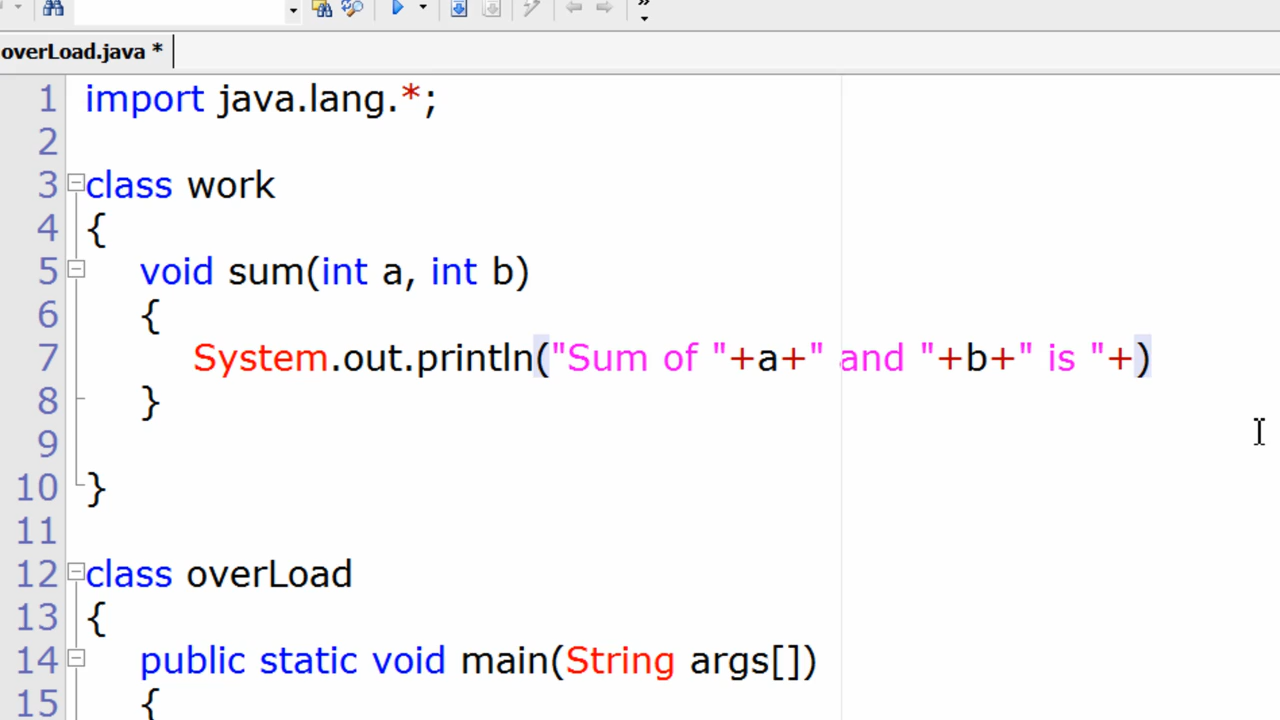 overLoad.java *
1 import java.lang.*;
2
3 class work
4 {
5 void sum(int a, int b)
6 {
7 System.out.println("Sum of "+a+" and "+b+" is "+)
8 }
9
10 }
11
12 class overLoad
13 {
14 public static void main(String args[])
15 {